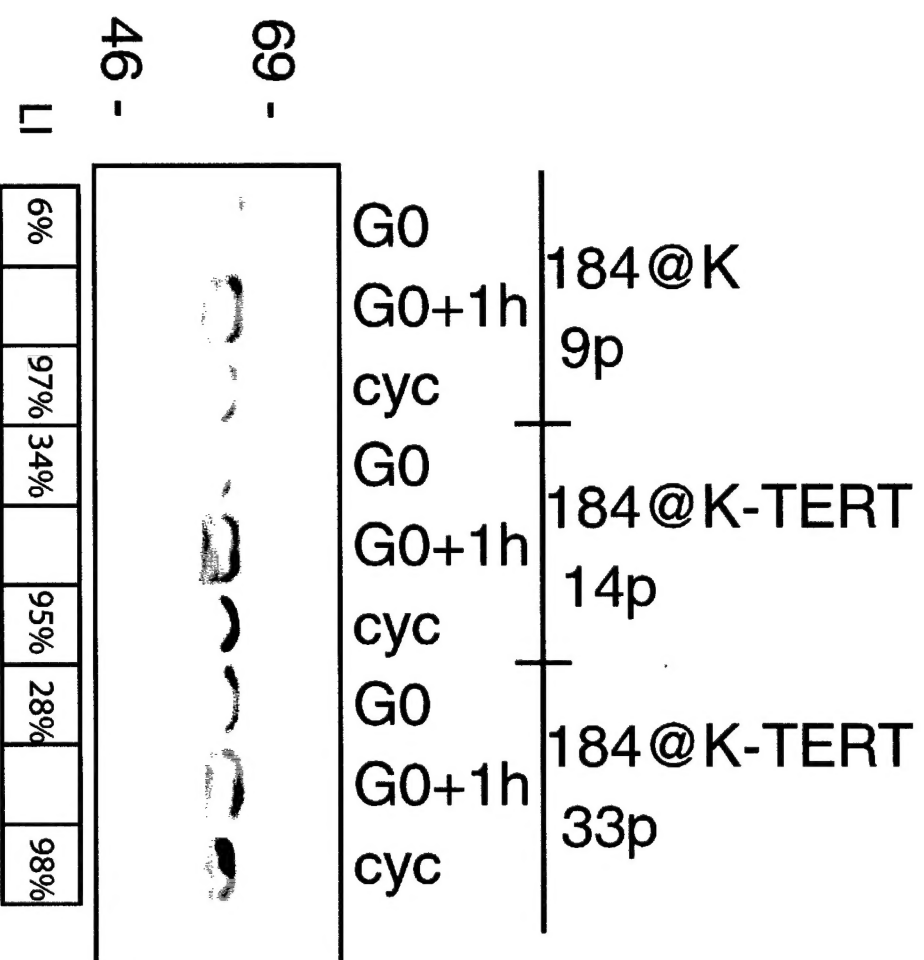 184@K
9p
G0
G0+1h
cyc
184@K-TERT
14p
G0
G0+1h
cyc
184@K-TERT
33p
G0
G0+1h
cyc
69 -
46 -
LI
6%
97%
34%
95%
28%
98%